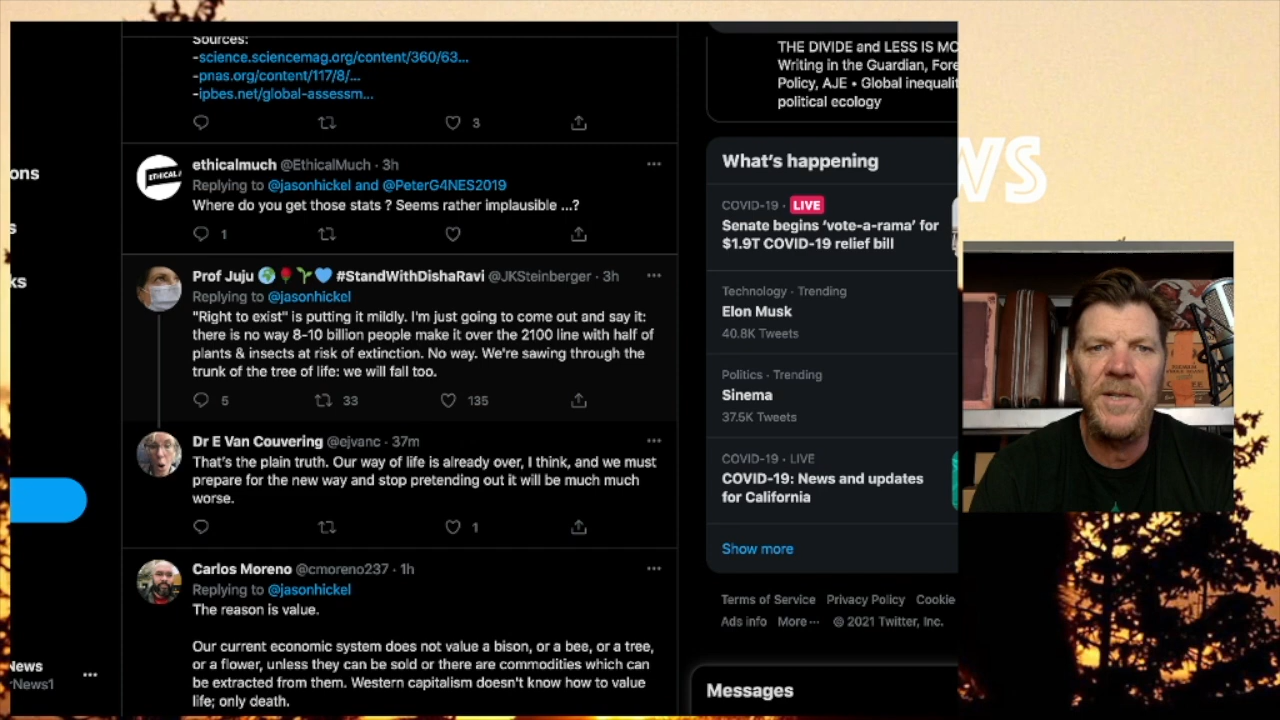 Sources:
-science.sciencemag.org/content/360/63...
-pnas.org/content/117/8/...
-ipbes.net/global-assessm...
3
ethicalmuch @EthicalMuch · 3h
Replying to @jasonhickel and @PeterG4NES2019
Where do you get those stats ? Seems rather implausible ...?
1
Prof Juju 🌍🌹🌱💙 #StandWithDishaRavi @JKSteinberger · 3h
Replying to @jasonhickel
"Right to exist" is putting it mildly. I'm just going to come out and say it:
there is no way 8-10 billion people make it over the 2100 line with half of
plants & insects at risk of extinction. No way. We're sawing through the
trunk of the tree of life: we will fall too.
5 33 135
Dr E Van Couvering @ejvanc · 37m
That's the plain truth. Our way of life is already over, I think, and we must
prepare for the new way and stop pretending out it will be much much
worse.
1
Carlos Moreno @cmoreno237 · 1h
Replying to @jasonhickel
The reason is value.
Our current economic system does not value a bison, or a bee, or a tree,
or a flower, unless they can be sold or there are commodities which can
be extracted from them. Western capitalism doesn't know how to value
life; only death.
ons
s
ks
News
rNews1
THE DIVIDE and LESS IS MO
Writing in the Guardian, Fore
Policy, AJE • Global inequalit
political ecology
What's happening
COVID-19 · LIVE
Senate begins 'vote-a-rama' for
$1.9T COVID-19 relief bill
Technology · Trending
Elon Musk
40.8K Tweets
Politics · Trending
Sinema
37.5K Tweets
COVID-19 · LIVE
COVID-19: News and updates
for California
Show more
Terms of Service Privacy Policy Cookie
Ads info More ··· © 2021 Twitter, Inc.
Messages
WS